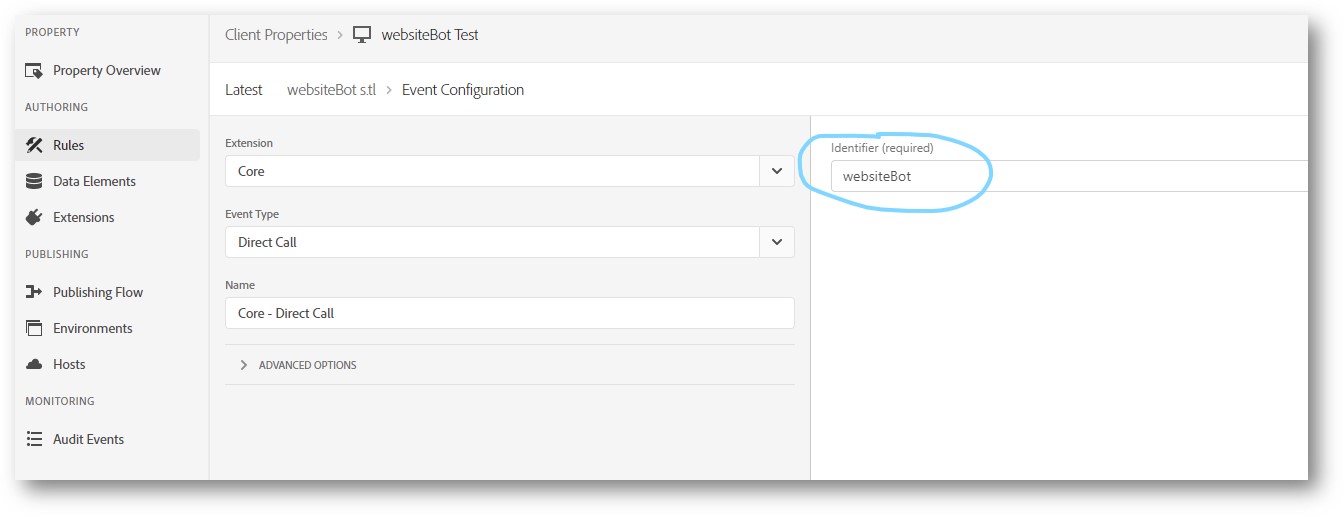 PROPERTY
Property Overview
AUTHORING
Rules
Data Elements
Extensions
PUBLISHING
Publishing Flow
Environments
Hosts
MONITORING
Audit Events
Client Properties > websiteBot Test
Latest websiteBot s.tl > Event Configuration
Extension
Core
Event Type
Direct Call
Name
Core - Direct Call
> ADVANCED OPTIONS
Identifier (required)
websiteBot